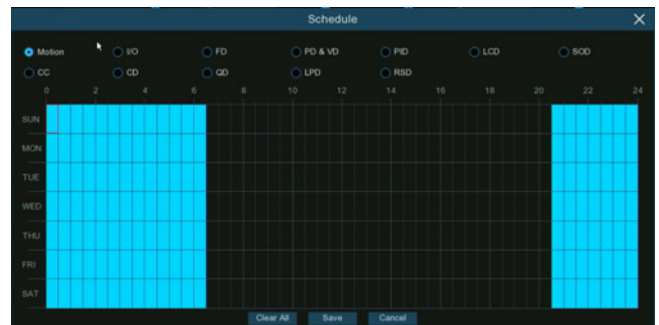 Schedule
Motion I/O FD PD & VD PID LCD SOD
CC CD QD LPD RSD
0 2 4 6 8 10 12 14 16 18 20 22 24
SUN
MON
TUE
WED
THU
FRI
SAT
Clear All Save Cancel